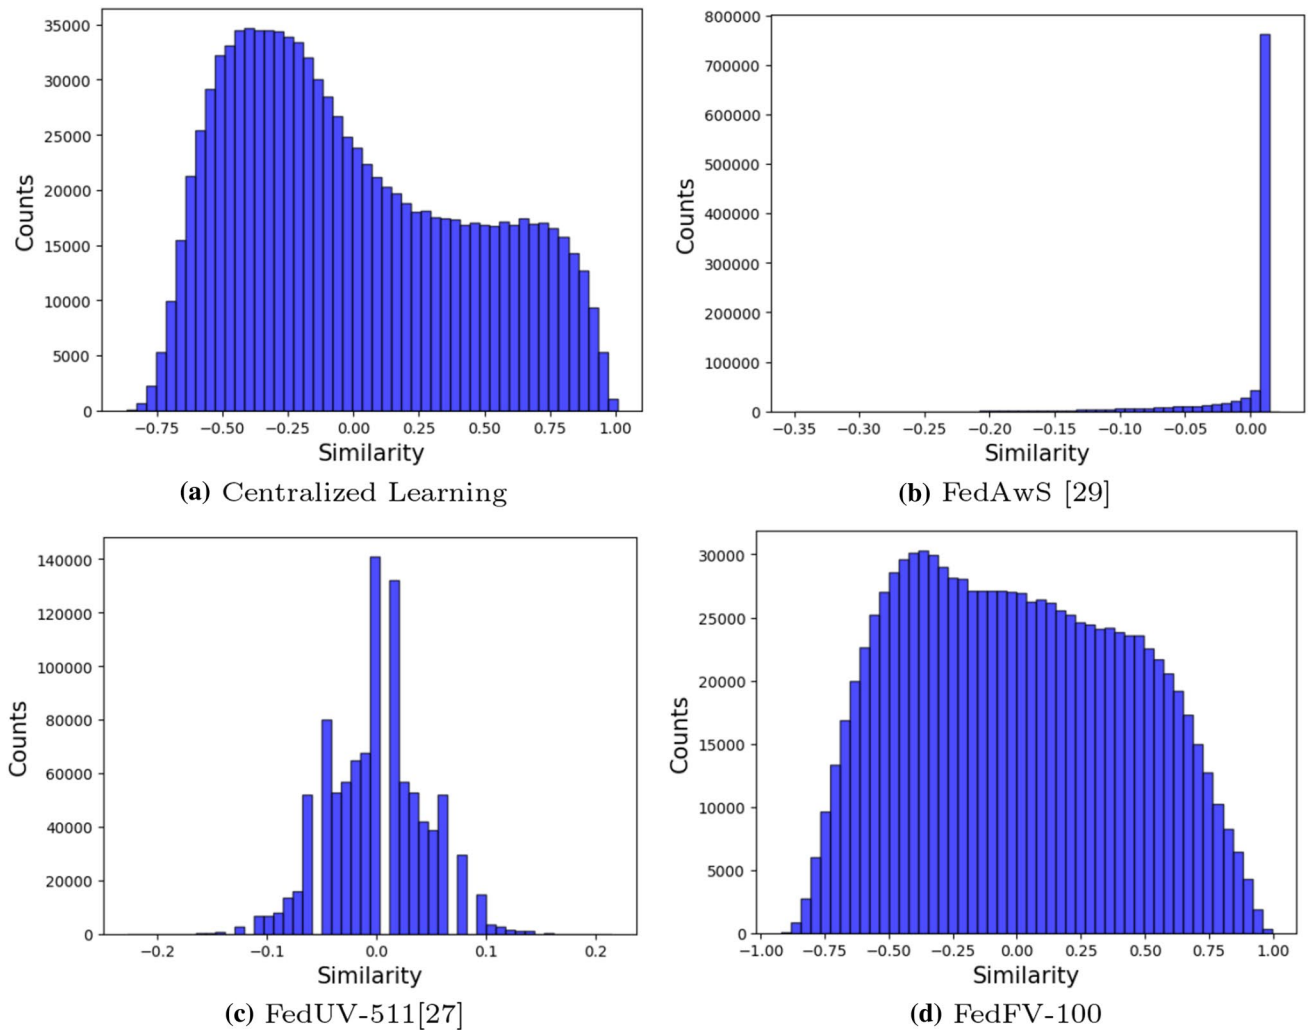 35000
30000
25000
20000
15000
10000
5000
0
Counts
−0.75 −0.50 −0.25 0.00 0.25 0.50 0.75 1.00
Similarity
(a) Centralized Learning
800000
700000
600000
500000
400000
300000
200000
100000
0
Counts
−0.35 −0.30 −0.25 −0.20 −0.15 −0.10 −0.05 0.00
Similarity
(b) FedAwS [29]
140000
120000
100000
80000
60000
40000
20000
0
Counts
−0.2 −0.1 0.0 0.1 0.2
Similarity
(c) FedUV-511[27]
30000
25000
20000
15000
10000
5000
0
Counts
−1.00 −0.75 −0.50 −0.25 0.00 0.25 0.50 0.75 1.00
Similarity
(d) FedFV-100